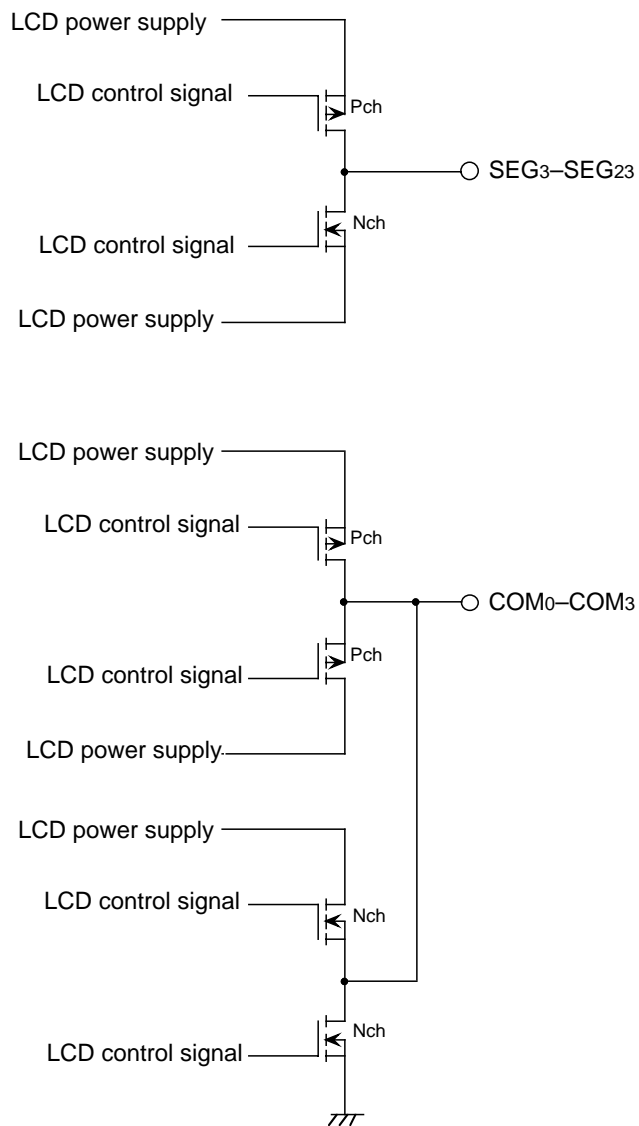 LCD power supply
LCD control signal
Pch
SEG3–SEG23
Nch
LCD control signal
LCD power supply
LCD power supply
LCD control signal
Pch
COM0–COM3
Pch
LCD control signal
LCD power supply
LCD power supply
LCD control signal
Nch
Nch
LCD control signal